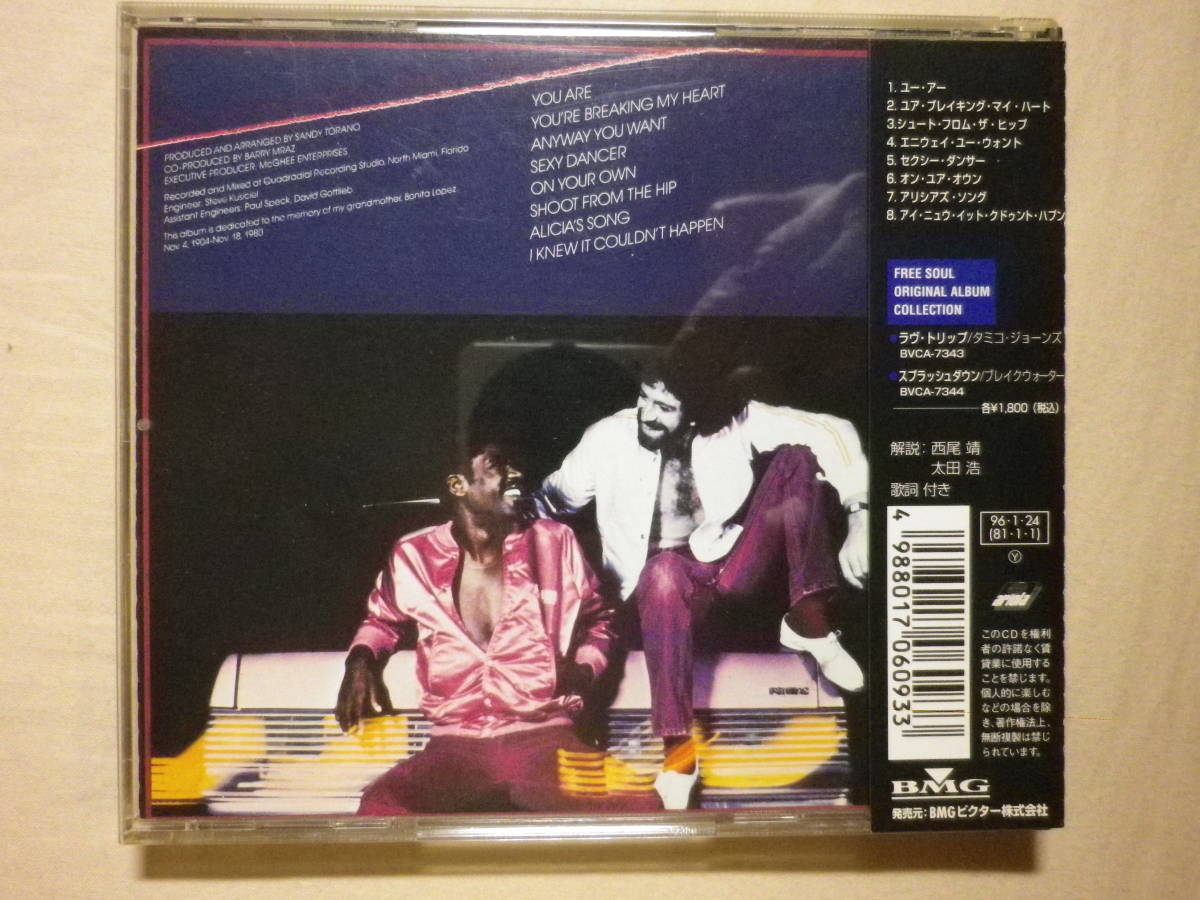 PRODUCED AND ARRANGED BY SANDY TORANO
CO-PRODUCED BY BARRY MRAZ
EXECUTIVE PRODUCER: McGHEE ENTERPRISES
Recorded and Mixed at Quadradial Recording Studio, North Miami, Florida
Engineer: Steve Kusiciel
Assistant Engineers: Paul Speck, David Gottlieb
This album is dedicated to the memory of my grandmother, Bonita Lopez
Nov. 4, 1904-Nov. 18, 1980
YOU ARE
YOU'RE BREAKING MY HEART
ANYWAY YOU WANT
SEXY DANCER
ON YOUR OWN
SHOOT FROM THE HIP
ALICIA'S SONG
I KNEW IT COULDN'T HAPPEN
1. ユー・アー
2. ユア・ブレイキング・マイ・ハート
3.シュート・フロム・ザ・ヒップ
4. エニウェイ・ユー・ウォント
5. セクシー・ダンサー
6. オン・ユア・オウン
7. アリシアズ・ソング
8. アイ・ニュウ・イット・クドゥント・ハプン
FREE SOUL
ORIGINAL ALBUM
COLLECTION
●ラヴ・トリップ/タミコ・ジョーンズ
BVCA-7343
●スプラッシュダウン/ブレイクウォーター
BVCA-7344
各¥1,800（税込）
解説：西尾 靖
太田 浩
歌詞 付き
96・1・24
(81・1・1)
Ⓨ
ariola
このCDを権利
者の許諾なく賃
貸業に使用する
ことを禁じます。
個人的に楽しむ
などの場合を除
き、著作権法上、
無断複製は禁じ
られています。
4 988017 060933
BMG
発売元：BMGビクター株式会社